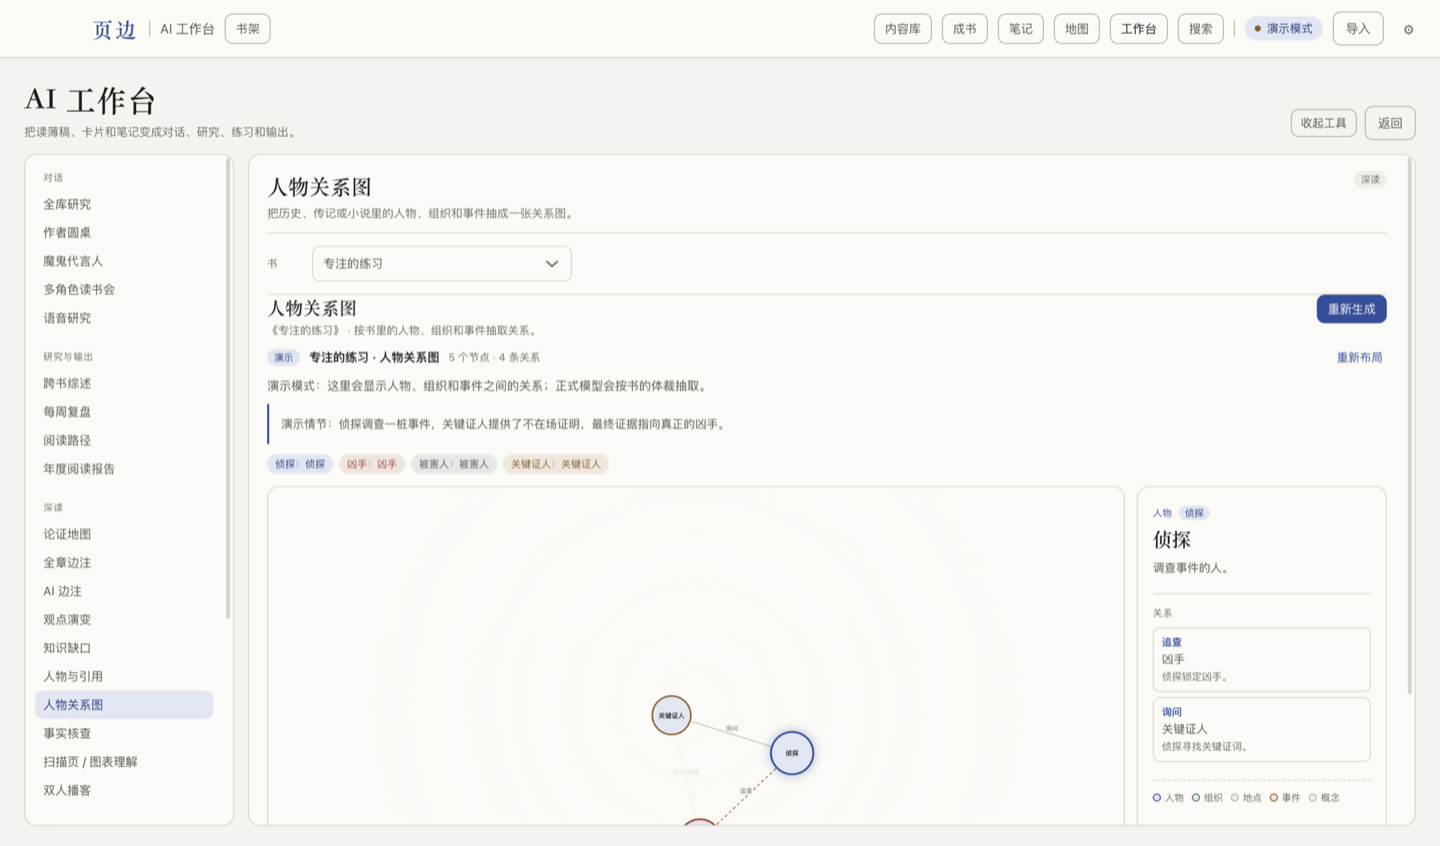 页边 AI 工作台 书架 内容库 成书 笔记 地图 工作台 搜索 演示模式 导入
AI 工作台
把读薄稿、卡片和笔记变成对话、研究、练习和输出。
收起工具 返回
对话
全库研究
作者圆桌
魔鬼代言人
多角色读书会
语音研究
研究与输出
跨书综述
每周复盘
阅读路径
年度阅读报告
深读
论证地图
全章边注
AI 边注
观点演变
知识缺口
人物与引用
人物关系图
事实核查
扫描页 / 图表理解
双人播客
人物关系图
深读
把历史、传记或小说里的人物、组织和事件抽成一张关系图。
书 专注的练习
人物关系图
重新生成
《专注的练习》 · 按书里的人物、组织和事件抽取关系。
演示 专注的练习 · 人物关系图 5 个节点 · 4 条关系
重新布局
演示模式：这里会显示人物、组织和事件之间的关系；正式模型会按书的体裁抽取。
演示情节：侦探调查一桩事件，关键证人提供了不在场证明，最终证据指向真正的凶手。
侦探：侦探 凶手：凶手 被害人：被害人 关键证人：关键证人
关键证人
询问
侦探
追查
人物 侦探
侦探
调查事件的人。
关系
追查
凶手
侦探锁定凶手。
询问
关键证人
侦探寻找关键证词。
人物 组织 地点 事件 概念